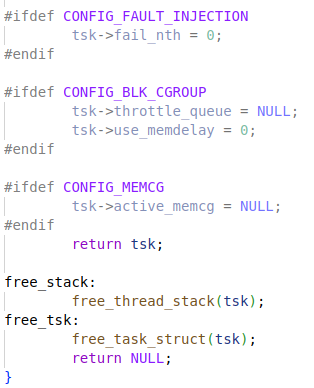 #ifdef CONFIG_FAULT_INJECTION
        tsk->fail_nth = 0;
#endif

#ifdef CONFIG_BLK_CGROUP
        tsk->throttle_queue = NULL;
        tsk->use_memdelay = 0;
#endif

#ifdef CONFIG_MEMCG
        tsk->active_memcg = NULL;
#endif
        return tsk;

free_stack:
        free_thread_stack(tsk);
free_tsk:
        free_task_struct(tsk);
        return NULL;
}